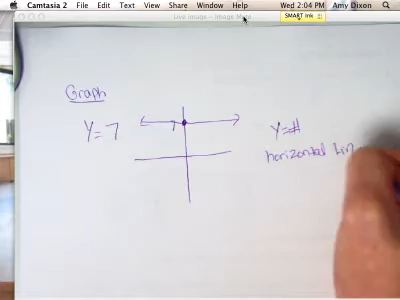 Camtasia 2 File Edit Text View Share Window Help Wed 2:04 PM Amy Dixon
SMART Ink
Graph
Y=7
7
Y=#
horizontal lin